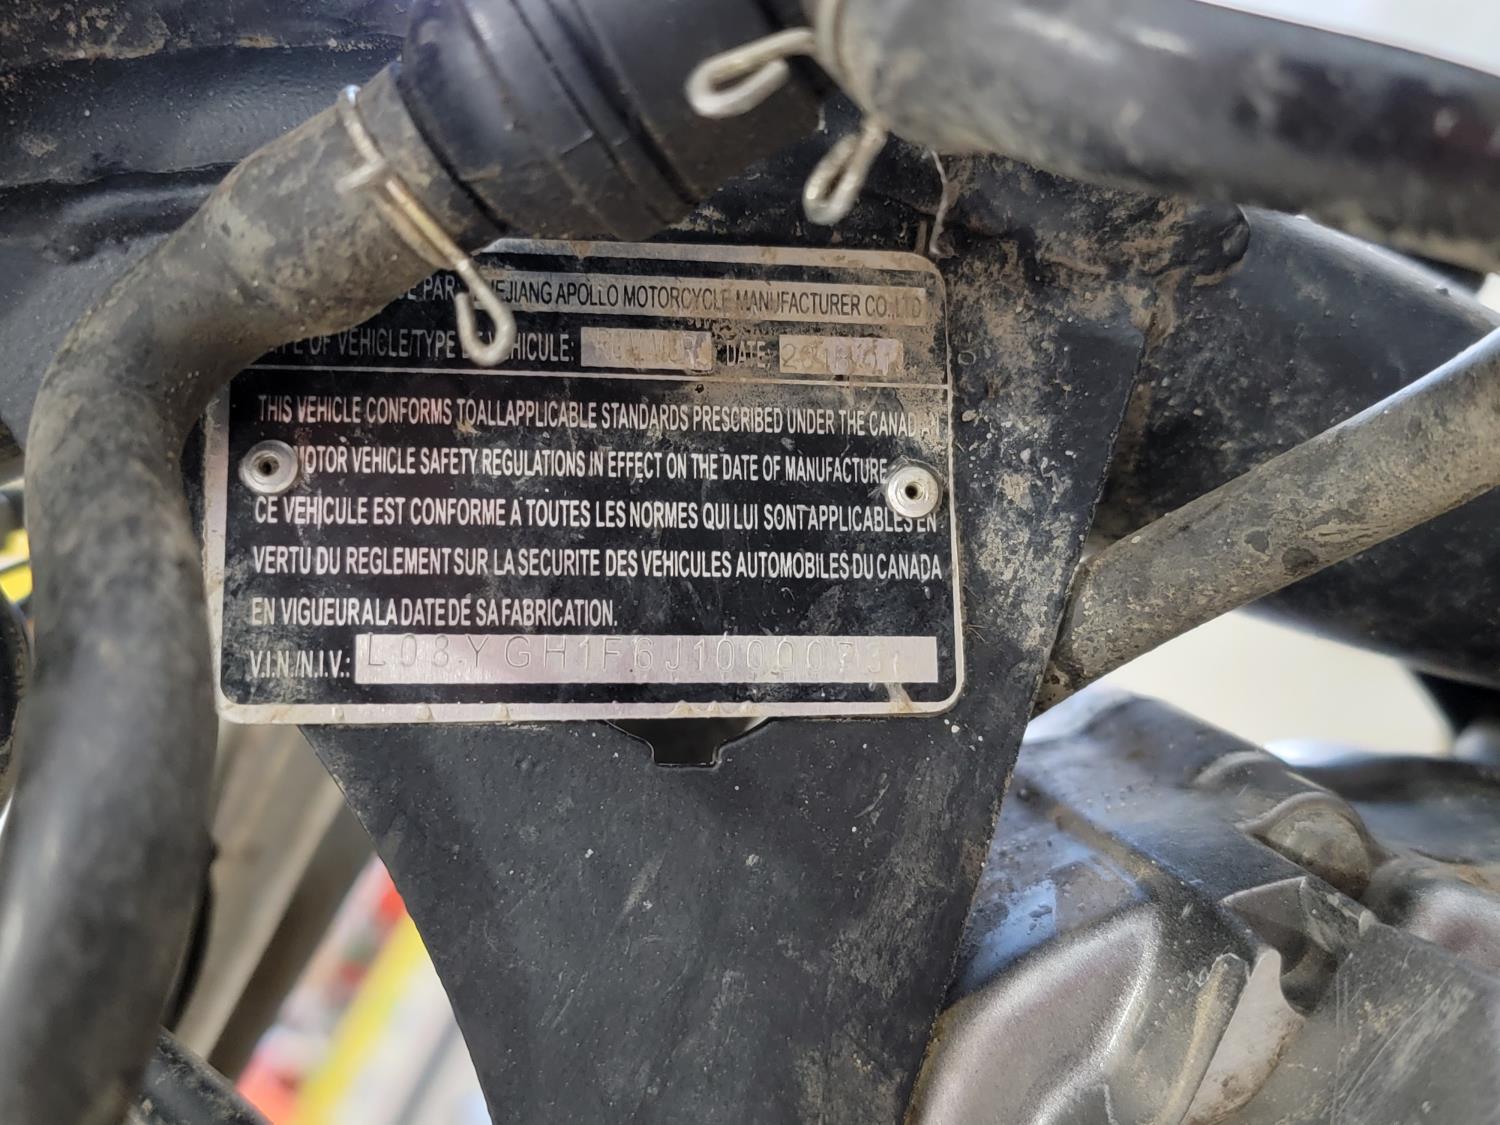 PAR ZHEJIANG APOLLO MOTORCYCLE MANUFACTURER CO.,LTD
OF VEHICLE/TYPE DATE:
THIS VEHICLE CONFORMS TOALLAPPLICABLE STANDARDS PRESCRIBED UNDER THE CANADIAN
MOTOR VEHICLE SAFETY REGULATIONS IN EFFECT ON THE DATE OF MANUFACTURE
CE VEHICULE EST CONFORME A TOUTES LES NORMES QUI LUI SONT APPLICABLES EN
VERTU DU REGLEMENT SUR LA SECURITE DES VEHICULES AUTOMOBILES DU CANADA
EN VIGUEUR A LA DATE DE SA FABRICATION.
V.I.N./N.I.V.: L08YGH1F6J1000073